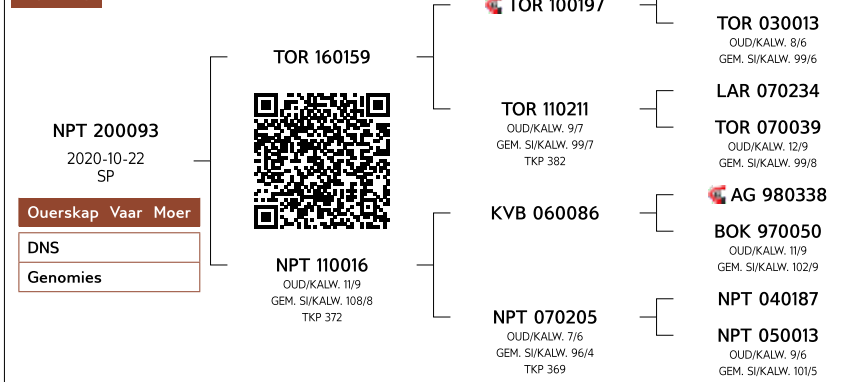 NPT 200093
2020-10-22
SP
Ouerskap Vaar Moer
DNS
Genomies
TOR 160159
NPT 110016
OUD/KALW. 11/9
GEM. SI/KALW. 108/8
TKP 372
TOR 100197
TOR 110211
OUD/KALW. 9/7
GEM. SI/KALW. 99/7
TKP 382
KVB 060086
NPT 070205
OUD/KALW. 7/6
GEM. SI/KALW. 96/4
TKP 369
TOR 030013
OUD/KALW. 8/6
GEM. SI/KALW. 99/6
LAR 070234
TOR 070039
OUD/KALW. 12/9
GEM. SI/KALW. 99/8
AG 980338
BOK 970050
OUD/KALW. 11/9
GEM. SI/KALW. 102/9
NPT 040187
NPT 050013
OUD/KALW. 9/6
GEM. SI/KALW. 101/5